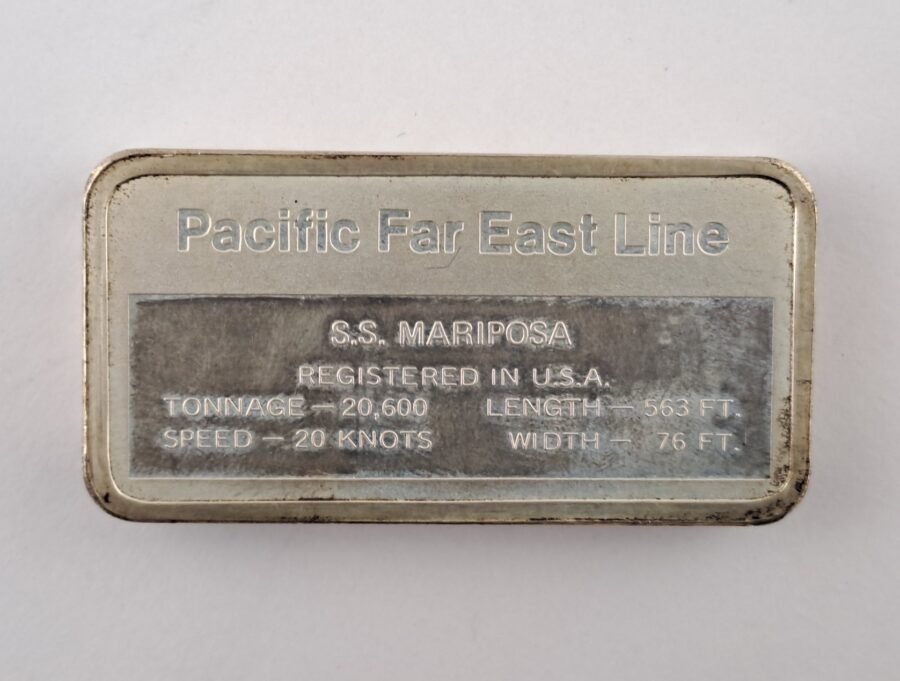 Pacific Far East Line
S.S. MARIPOSA
REGISTERED IN U.S.A.
TONNAGE — 20,600 LENGTH — 563 FT.
SPEED — 20 KNOTS WIDTH — 76 FT.